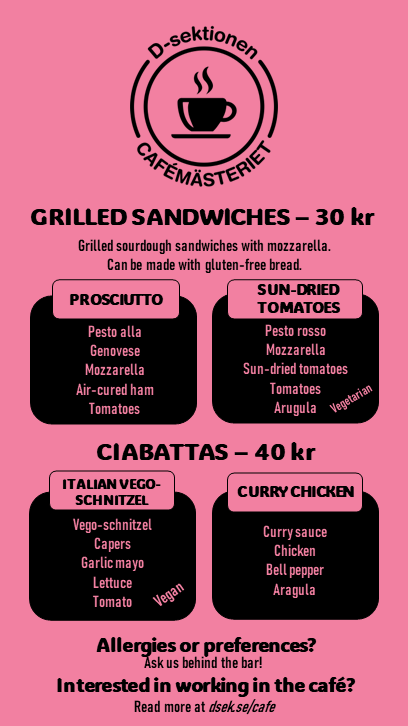 D-sektionen
CAFÉMÄSTERIET
GRILLED SANDWICHES – 30 kr
Grilled sourdough sandwiches with mozzarella.
Can be made with gluten-free bread.
PROSCIUTTO
Pesto alla
Genovese
Mozzarella
Air-cured ham
Tomatoes
SUN-DRIED
TOMATOES
Pesto rosso
Mozzarella
Sun-dried tomatoes
Tomatoes
Arugula
Vegetarian
CIABATTAS – 40 kr
ITALIAN VEGO-
SCHNITZEL
Vego-schnitzel
Capers
Garlic mayo
Lettuce
Tomato
Vegan
CURRY CHICKEN
Curry sauce
Chicken
Bell pepper
Aragula
Allergies or preferences?
Ask us behind the bar!
Interested in working in the café?
Read more at dsek.se/cafe